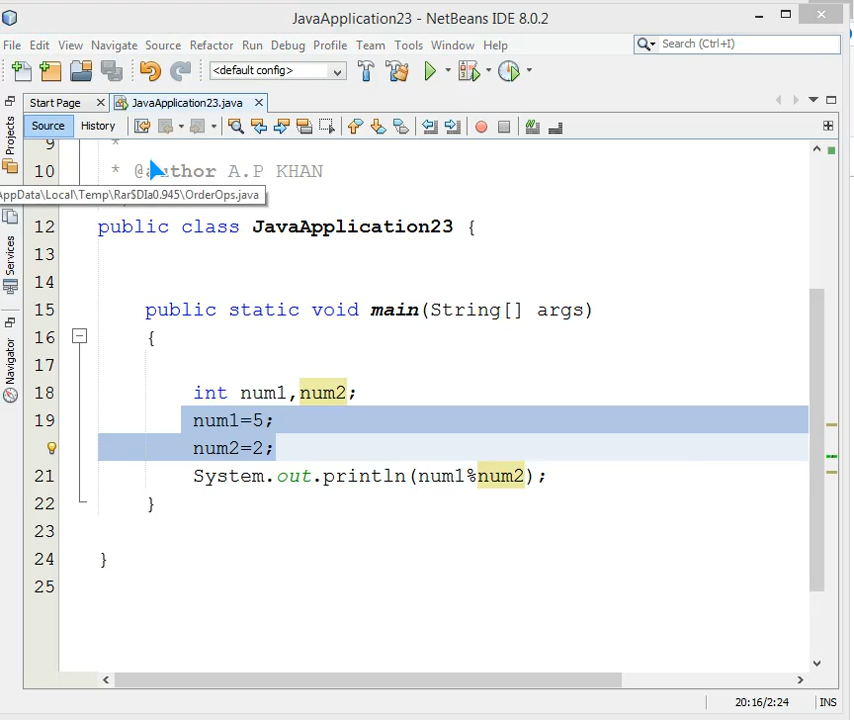 JavaApplication23 - NetBeans IDE 8.0.2
File Edit View Navigate Source Refactor Run Debug Profile Team Tools Window Help
Search (Ctrl+I)
<default config>
Start Page
JavaApplication23.java
Source
History
Projects
Services
Navigator
9 *
10 * @author A.P KHAN
AppData\Local\Temp\Rar$DIa0.945\OrderOps.java
12 public class JavaApplication23 {
13
14
15 public static void main(String[] args)
16 {
17
18 int num1,num2;
19 num1=5;
num2=2;
21 System.out.println(num1%num2);
22 }
23
24 }
25
20:16/2:24 INS